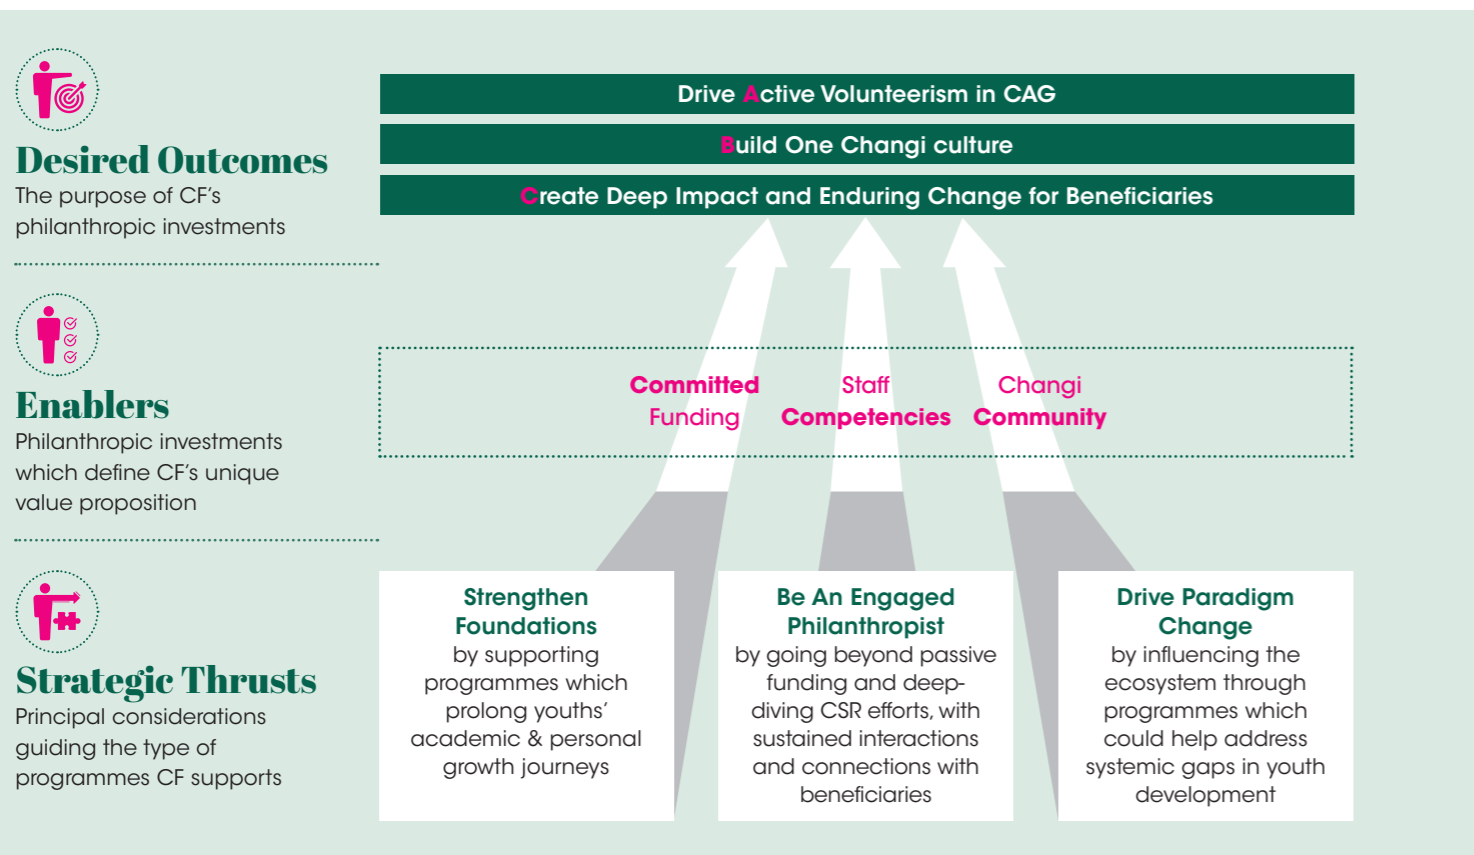 Desired Outcomes
The purpose of CF’s
philanthropic investments
Drive Active Volunteerism in CAG
Build One Changi culture
Create Deep Impact and Enduring Change for Beneficiaries
Enablers
Philanthropic investments
which define CF’s unique
value proposition
Committed
Funding
Staff
Competencies
Changi
Community
Strategic Thrusts
Principal considerations
guiding the type of
programmes CF supports
Strengthen
Foundations
by supporting
programmes which
prolong youths’
academic & personal
growth journeys
Be An Engaged
Philanthropist
by going beyond passive
funding and deep-
diving CSR efforts, with
sustained interactions
and connections with
beneficiaries
Drive Paradigm
Change
by influencing the
ecosystem through
programmes which
could help address
systemic gaps in youth
development